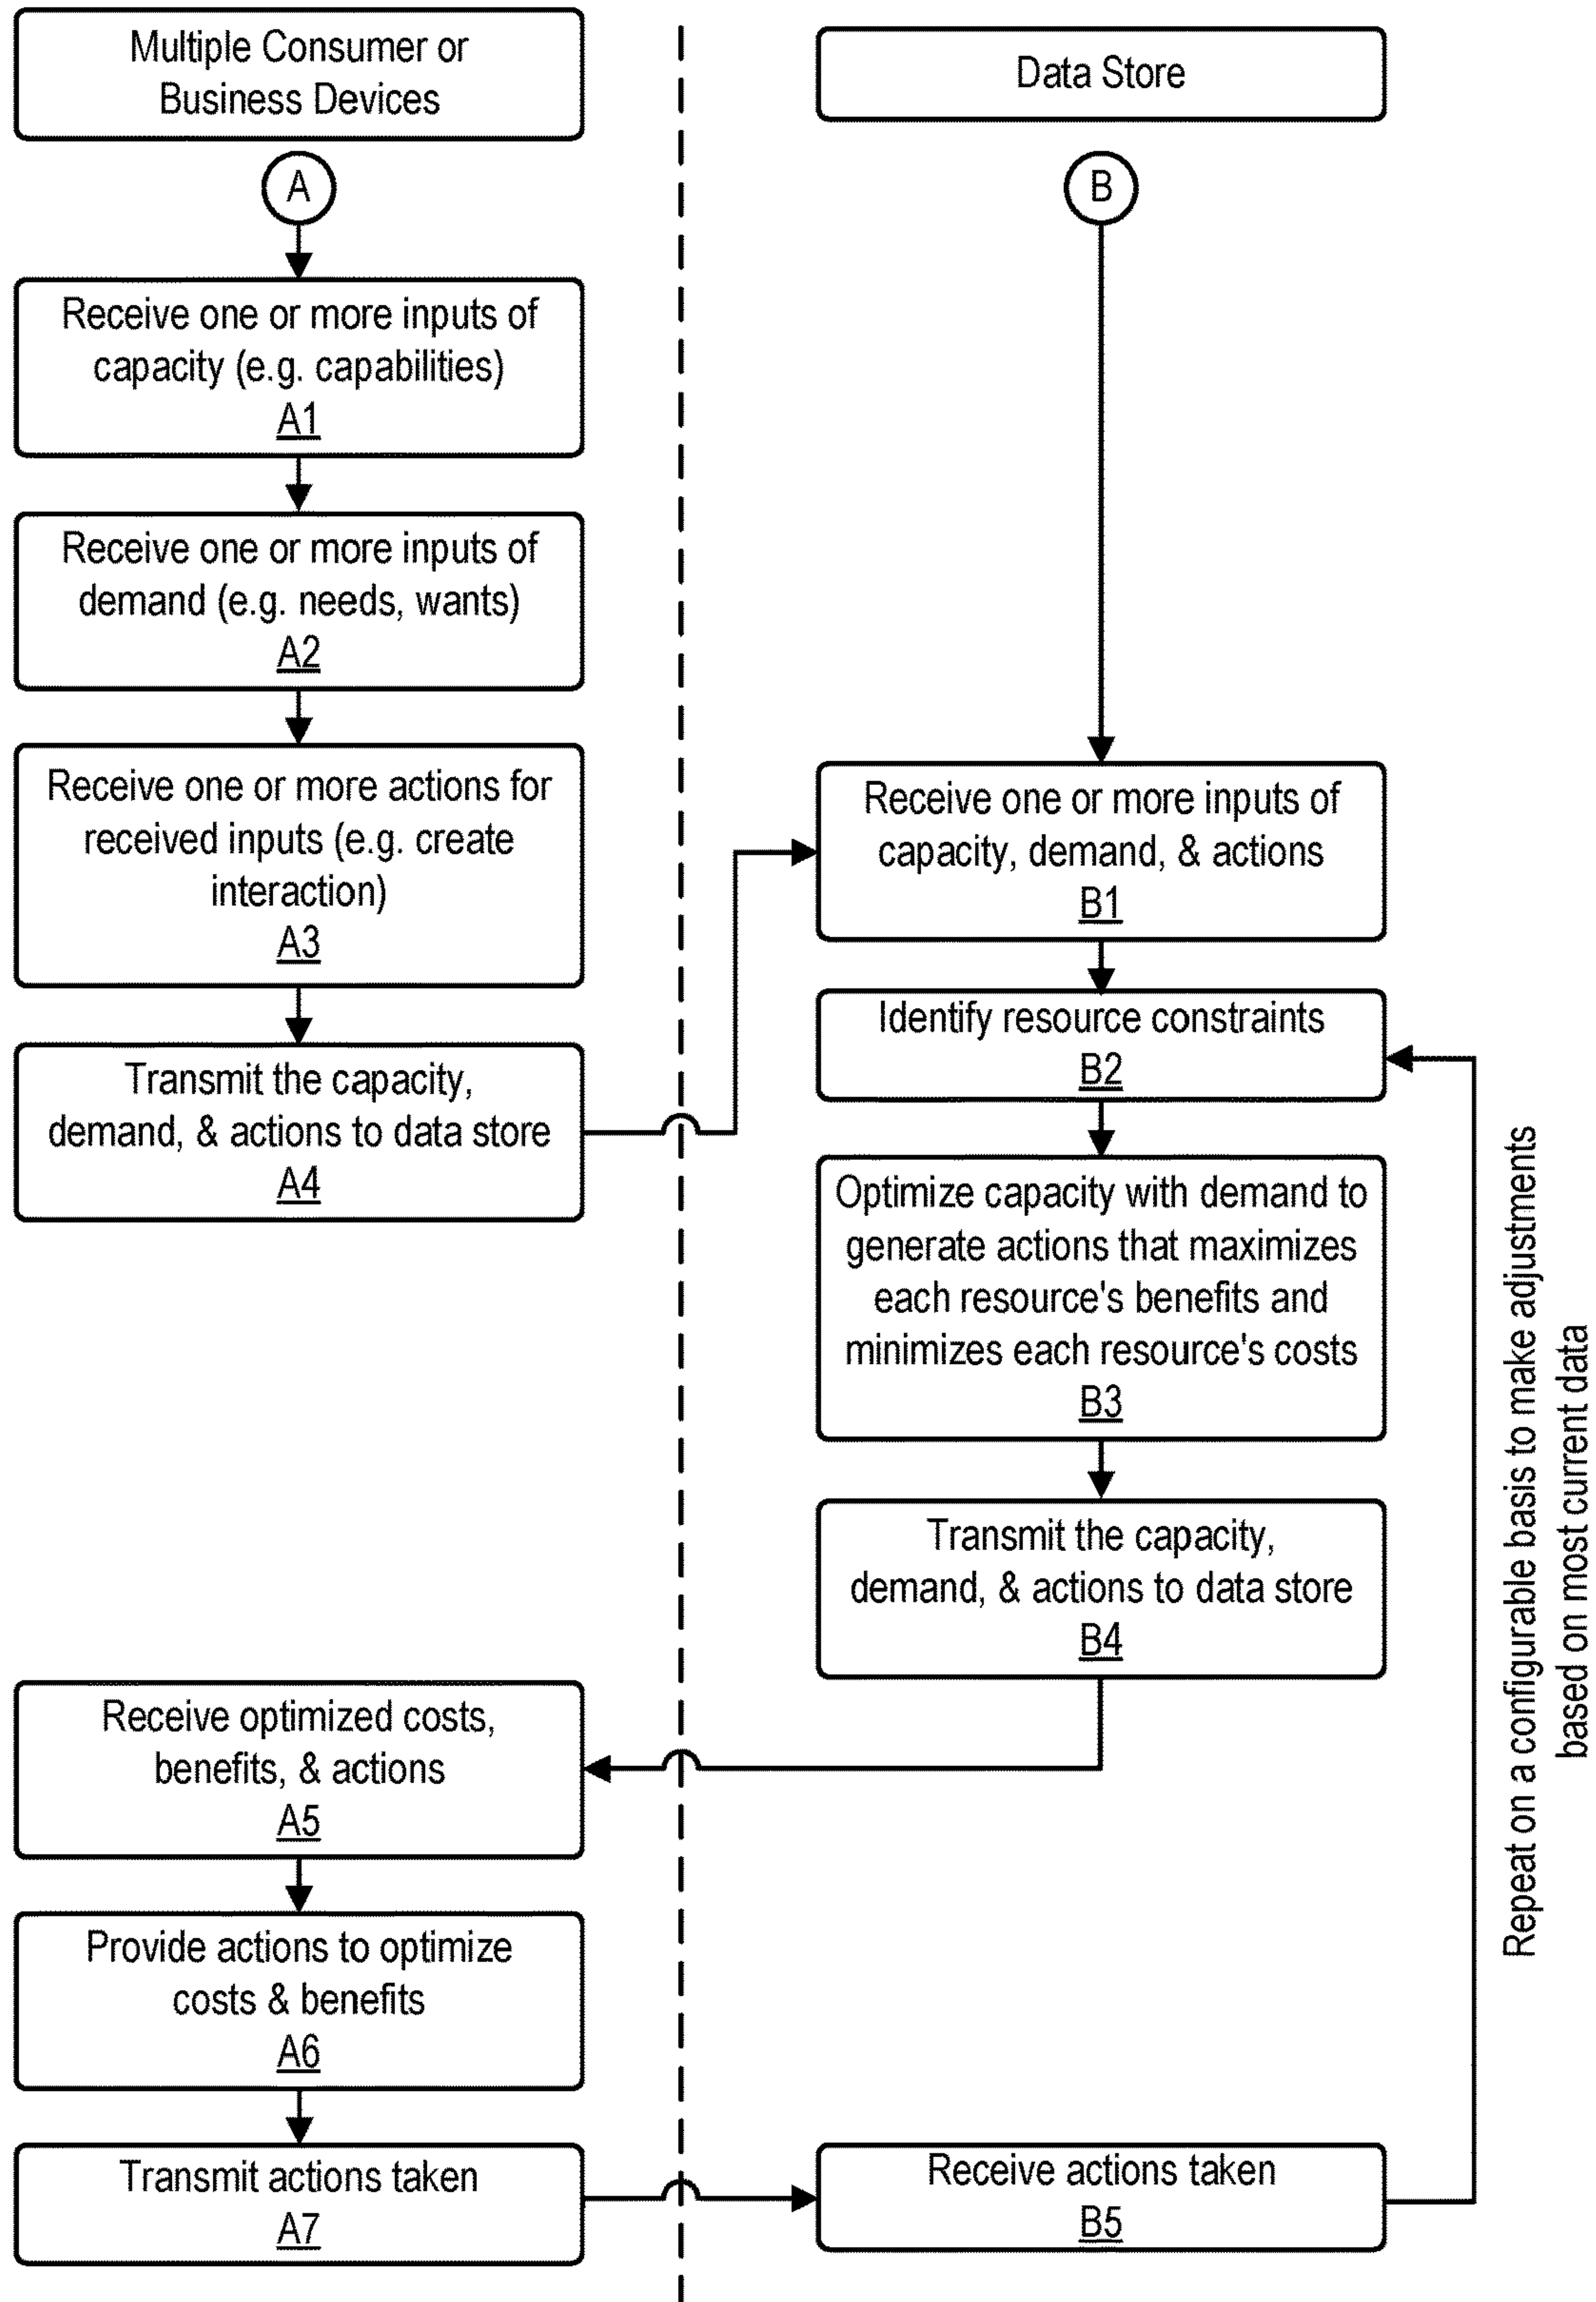 Multiple Consumer or
Business Devices
A
Receive one or more inputs of
capacity (e.g. capabilities)
A1
Receive one or more inputs of
demand (e.g. needs, wants)
A2
Receive one or more actions for
received inputs (e.g. create
interaction)
A3
Transmit the capacity,
demand, & actions to data store
A4
Receive optimized costs,
benefits, & actions
A5
Provide actions to optimize
costs & benefits
A6
Transmit actions taken
A7
Data Store
B
Receive one or more inputs of
capacity, demand, & actions
B1
Identify resource constraints
B2
Optimize capacity with demand to
generate actions that maximizes
each resource's benefits and
minimizes each resource's costs
B3
Transmit the capacity,
demand, & actions to data store
B4
Receive actions taken
B5
Repeat on a configurable basis to make adjustments
based on most current data